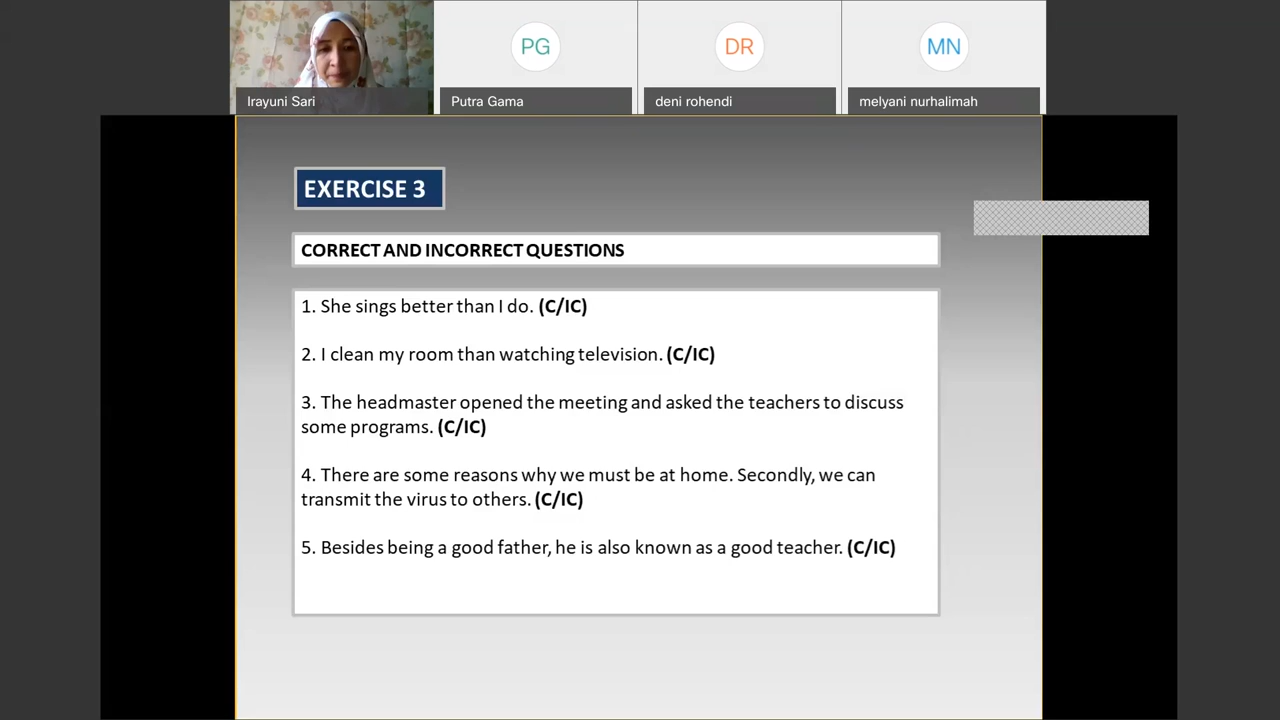 PG
DR
MN
Irayuni Sari
Putra Gama
deni rohendi
melyani nurhalimah
EXERCISE 3
CORRECT AND INCORRECT QUESTIONS
1. She sings better than I do. (C/IC)
2. I clean my room than watching television. (C/IC)
3. The headmaster opened the meeting and asked the teachers to discuss
some programs. (C/IC)
4. There are some reasons why we must be at home. Secondly, we can
transmit the virus to others. (C/IC)
5. Besides being a good father, he is also known as a good teacher. (C/IC)